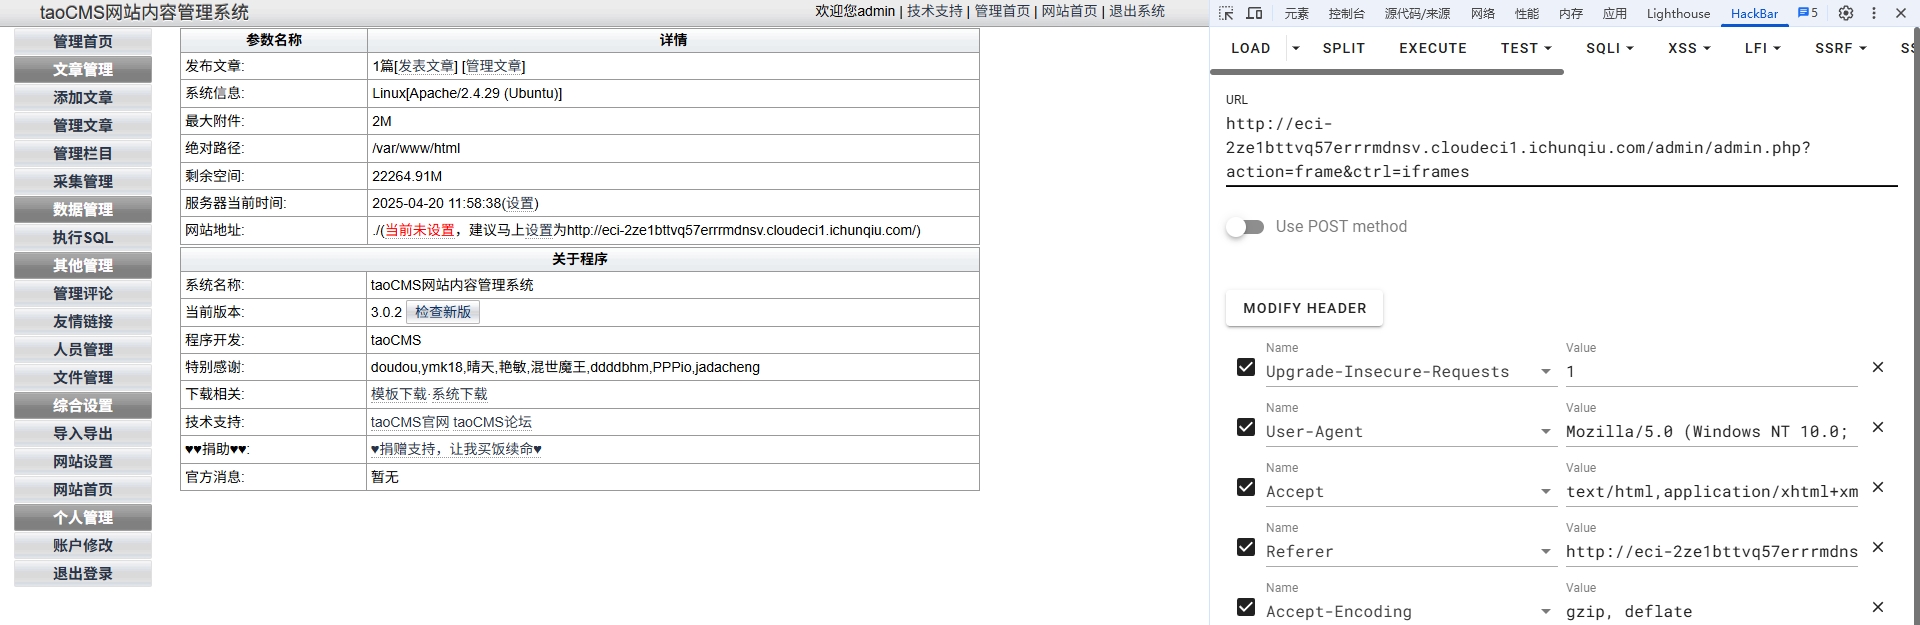 taoCMS网站内容管理系统
欢迎您admin | 技术支持 | 管理首页 | 网站首页 | 退出系统
管理首页
文章管理
添加文章
管理文章
管理栏目
采集管理
数据管理
执行SQL
其他管理
管理评论
友情链接
人员管理
文件管理
综合设置
导入导出
网站设置
网站首页
个人管理
账户修改
退出登录
参数名称 详情
发布文章: 1篇[发表文章] [管理文章]
系统信息: Linux[Apache/2.4.29 (Ubuntu)]
最大附件: 2M
绝对路径: /var/www/html
剩余空间: 22264.91M
服务器当前时间: 2025-04-20 11:58:38(设置)
网站地址: ./(当前未设置，建议马上设置为http://eci-2ze1bttvq57errrmdnsv.cloudeci1.ichunqiu.com/)
关于程序
系统名称: taoCMS网站内容管理系统
当前版本: 3.0.2 检查新版
程序开发: taoCMS
特别感谢: doudou,ymk18,晴天,艳敏,混世魔王,ddddbhm,PPPio,jadacheng
下载相关: 模板下载·系统下载
技术支持: taoCMS官网 taoCMS论坛
♥♥捐助♥♥: ♥捐赠支持，让我买饭续命♥
官方消息: 暂无
元素 控制台 源代码/来源 网络 性能 内存 应用 Lighthouse HackBar 5
LOAD SPLIT EXECUTE TEST SQLI XSS LFI SSRF
URL
http://eci-
2ze1bttvq57errrmdnsv.cloudeci1.ichunqiu.com/admin/admin.php?
action=frame&ctrl=iframes
Use POST method
MODIFY HEADER
Name Value
Upgrade-Insecure-Requests 1
Name Value
User-Agent Mozilla/5.0 (Windows NT 10.0;
Name Value
Accept text/html,application/xhtml+xm
Name Value
Referer http://eci-2ze1bttvq57errrmdns
Name Value
Accept-Encoding gzip, deflate